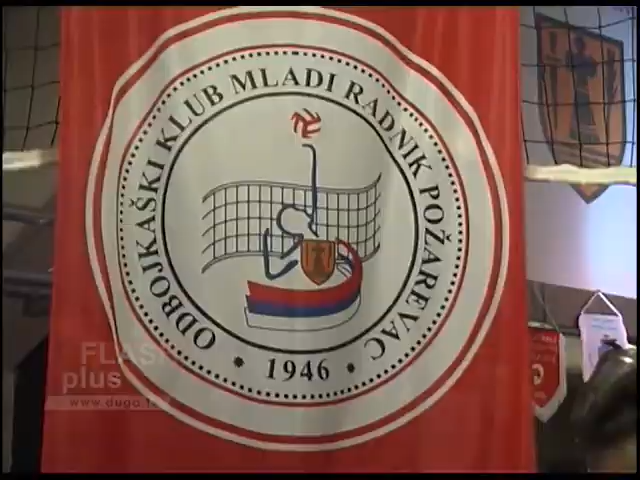 ODBOJKAŠKI KLUB MLADI RADNIK POŽAREVAC
• 1946 •
FLASH
plus